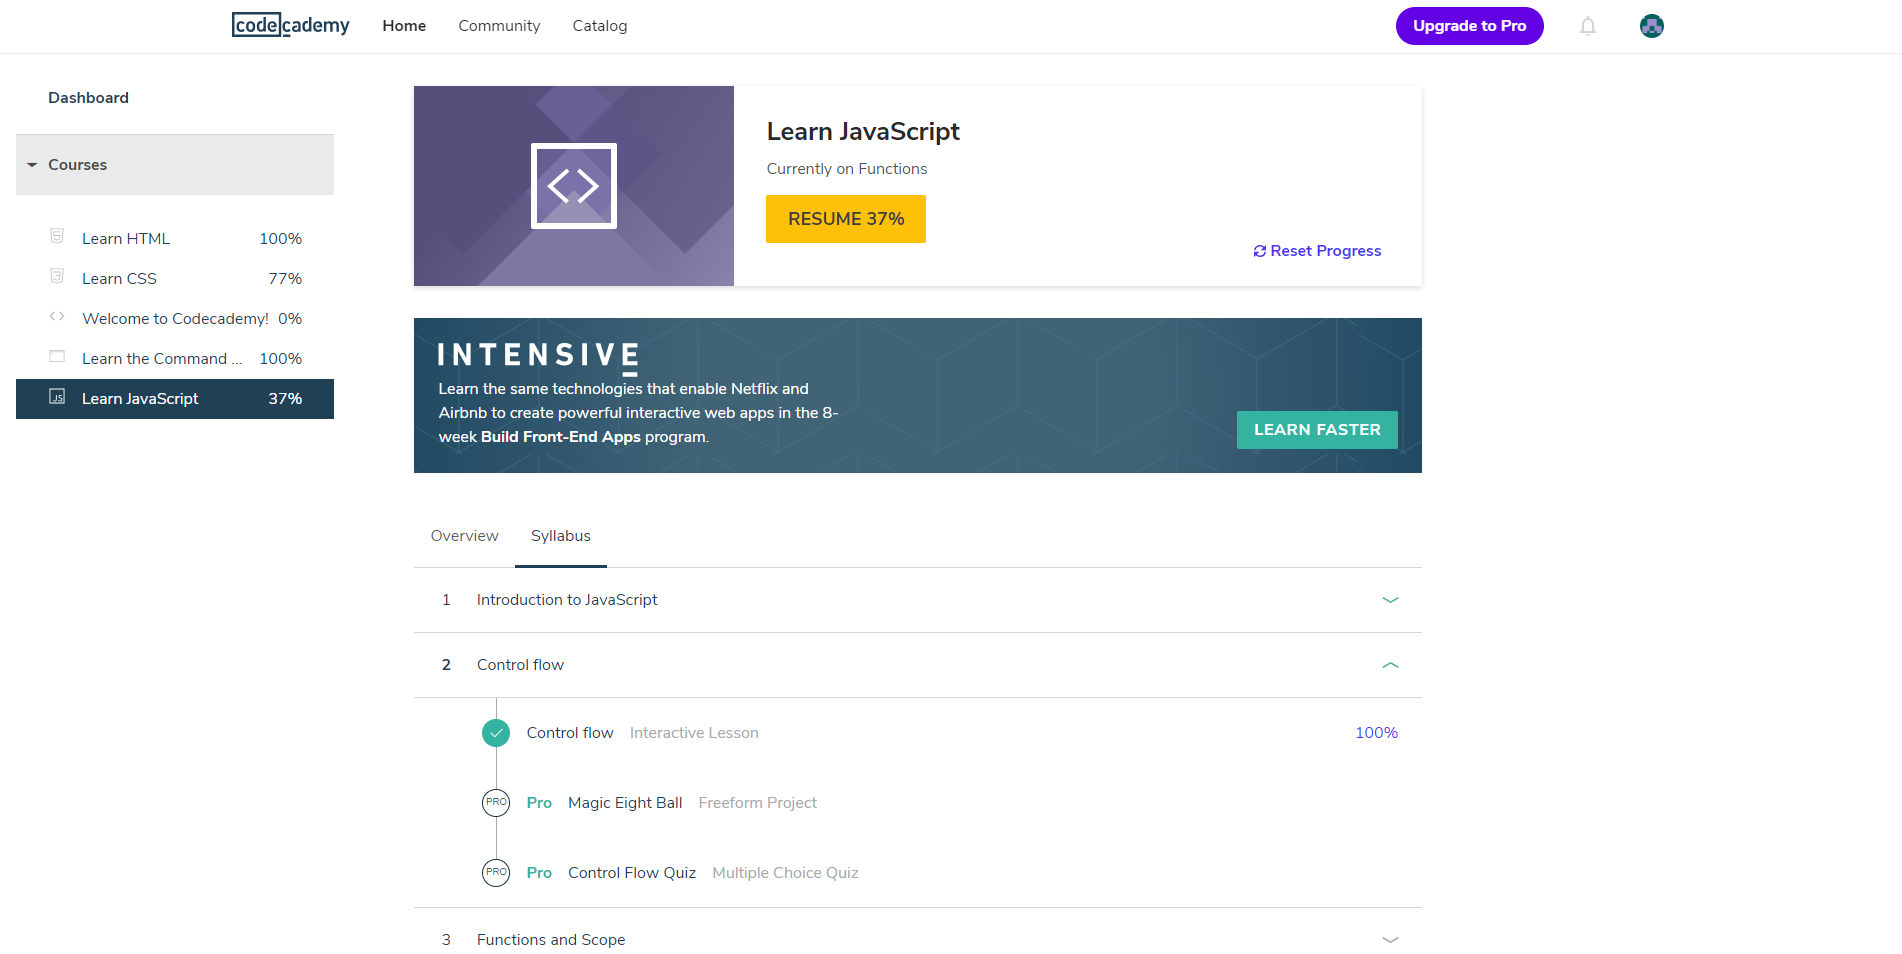 codecademy
Home
Community
Catalog
Upgrade to Pro
Dashboard
Courses
Learn HTML 100%
Learn CSS 77%
Welcome to Codecademy! 0%
Learn the Command ... 100%
JS Learn JavaScript 37%
Learn JavaScript
Currently on Functions
RESUME 37%
Reset Progress
INTENSIVE
Learn the same technologies that enable Netflix and
Airbnb to create powerful interactive web apps in the 8-
week Build Front-End Apps program.
LEARN FASTER
Overview
Syllabus
1 Introduction to JavaScript
2 Control flow
Control flow Interactive Lesson 100%
PRO Pro Magic Eight Ball Freeform Project
PRO Pro Control Flow Quiz Multiple Choice Quiz
3 Functions and Scope